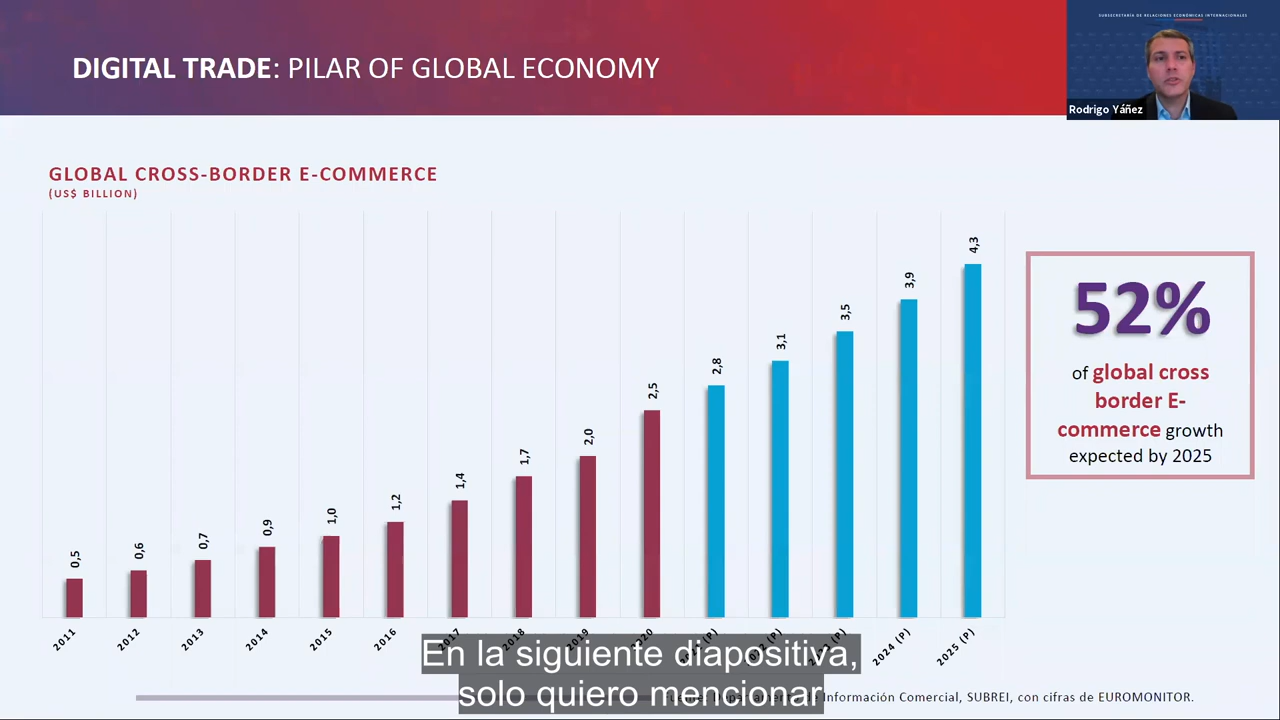 SUBSECRETARÍA DE RELACIONES ECONÓMICAS INTERNACIONALES
DIGITAL TRADE: PILAR OF GLOBAL ECONOMY
Rodrigo Yáñez
GLOBAL CROSS-BORDER E-COMMERCE
(US$ BILLION)
0,5
0,6
0,7
0,9
1,0
1,2
1,4
1,7
2,0
2,5
2,8
3,1
3,5
3,9
4,3
2011
2012
2013
2014
2015
2016
2017
2018
2019
2020
2024 (P)
2025 (P)
52%
of global cross
border E-
commerce growth
expected by 2025
En la siguiente diapositiva,
solo quiero mencionar
Información Comercial, SUBREI, con cifras de EUROMONITOR.